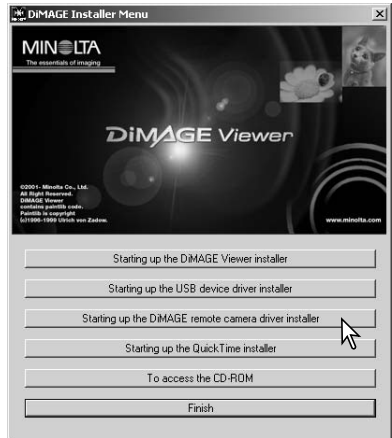 DiMAGE Installer Menu
MINOLTA
The essentials of imaging
DiMAGE Viewer
©2001- Minolta Co., Ltd.
All Right Reserved.
DiMAGE Viewer
contains paintlib code.
Paintlib is copyright
(c)1996-1999 Ulrich von Zadow.
www.minolta.com
Starting up the DiMAGE Viewer installer
Starting up the USB device driver installer
Starting up the DiMAGE remote camera driver installer
Starting up the QuickTime installer
To access the CD-ROM
Finish